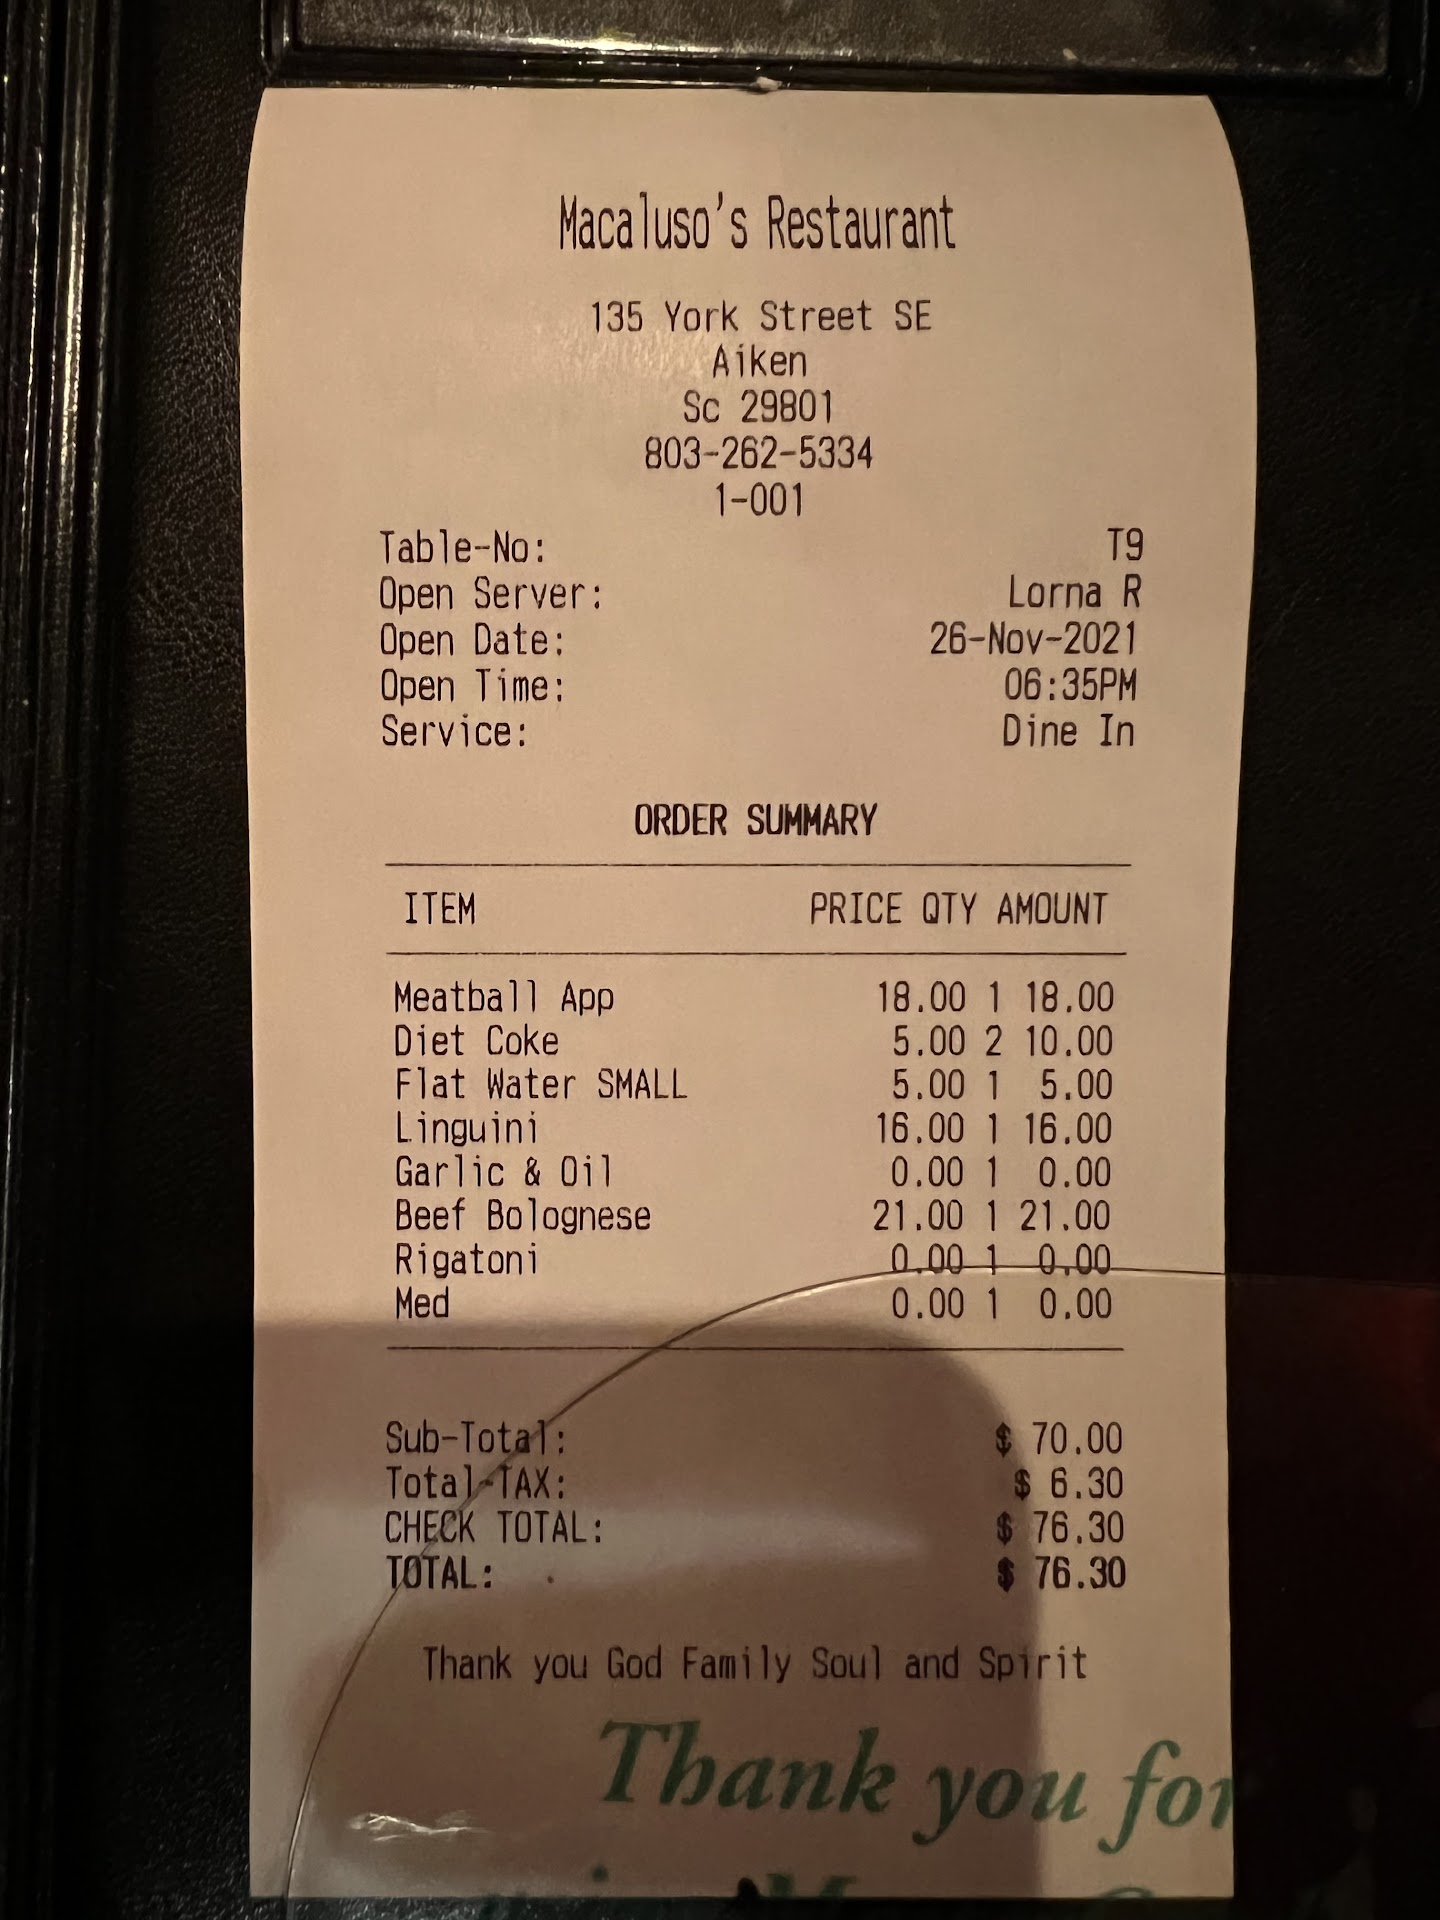 Macaluso's Restaurant
135 York Street SE
Aiken
Sc 29801
803-262-5334
1-001
Table-No: T9
Open Server: Lorna R
Open Date: 26-Nov-2021
Open Time: 06:35PM
Service: Dine In
ORDER SUMMARY
ITEM PRICE QTY AMOUNT
Meatball App 18.00 1 18.00
Diet Coke 5.00 2 10.00
Flat Water SMALL 5.00 1 5.00
Linguini 16.00 1 16.00
Garlic & Oil 0.00 1 0.00
Beef Bolognese 21.00 1 21.00
Rigatoni 0.00 1 0.00
Med 0.00 1 0.00
Sub-Total: $ 70.00
Total-TAX: $ 6.30
CHECK TOTAL: $ 76.30
TOTAL: $ 76.30
Thank you God Family Soul and Spirit
Thank you for